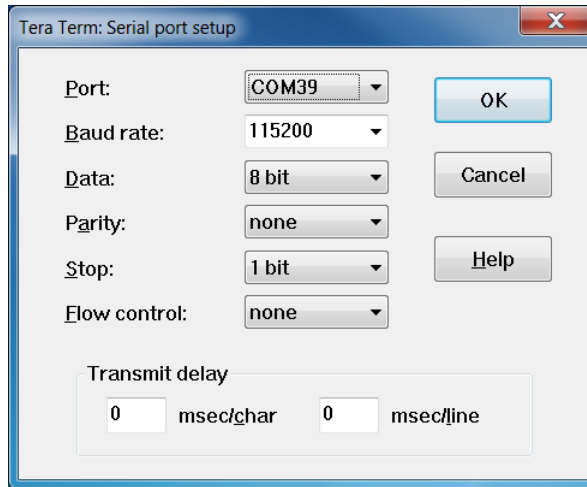 Tera Term: Serial port setup
X
Port: COM39
OK
Baud rate: 115200
Data: 8 bit
Cancel
Parity: none
Stop: 1 bit
Help
Flow control: none
Transmit delay
0 msec/char 0 msec/line